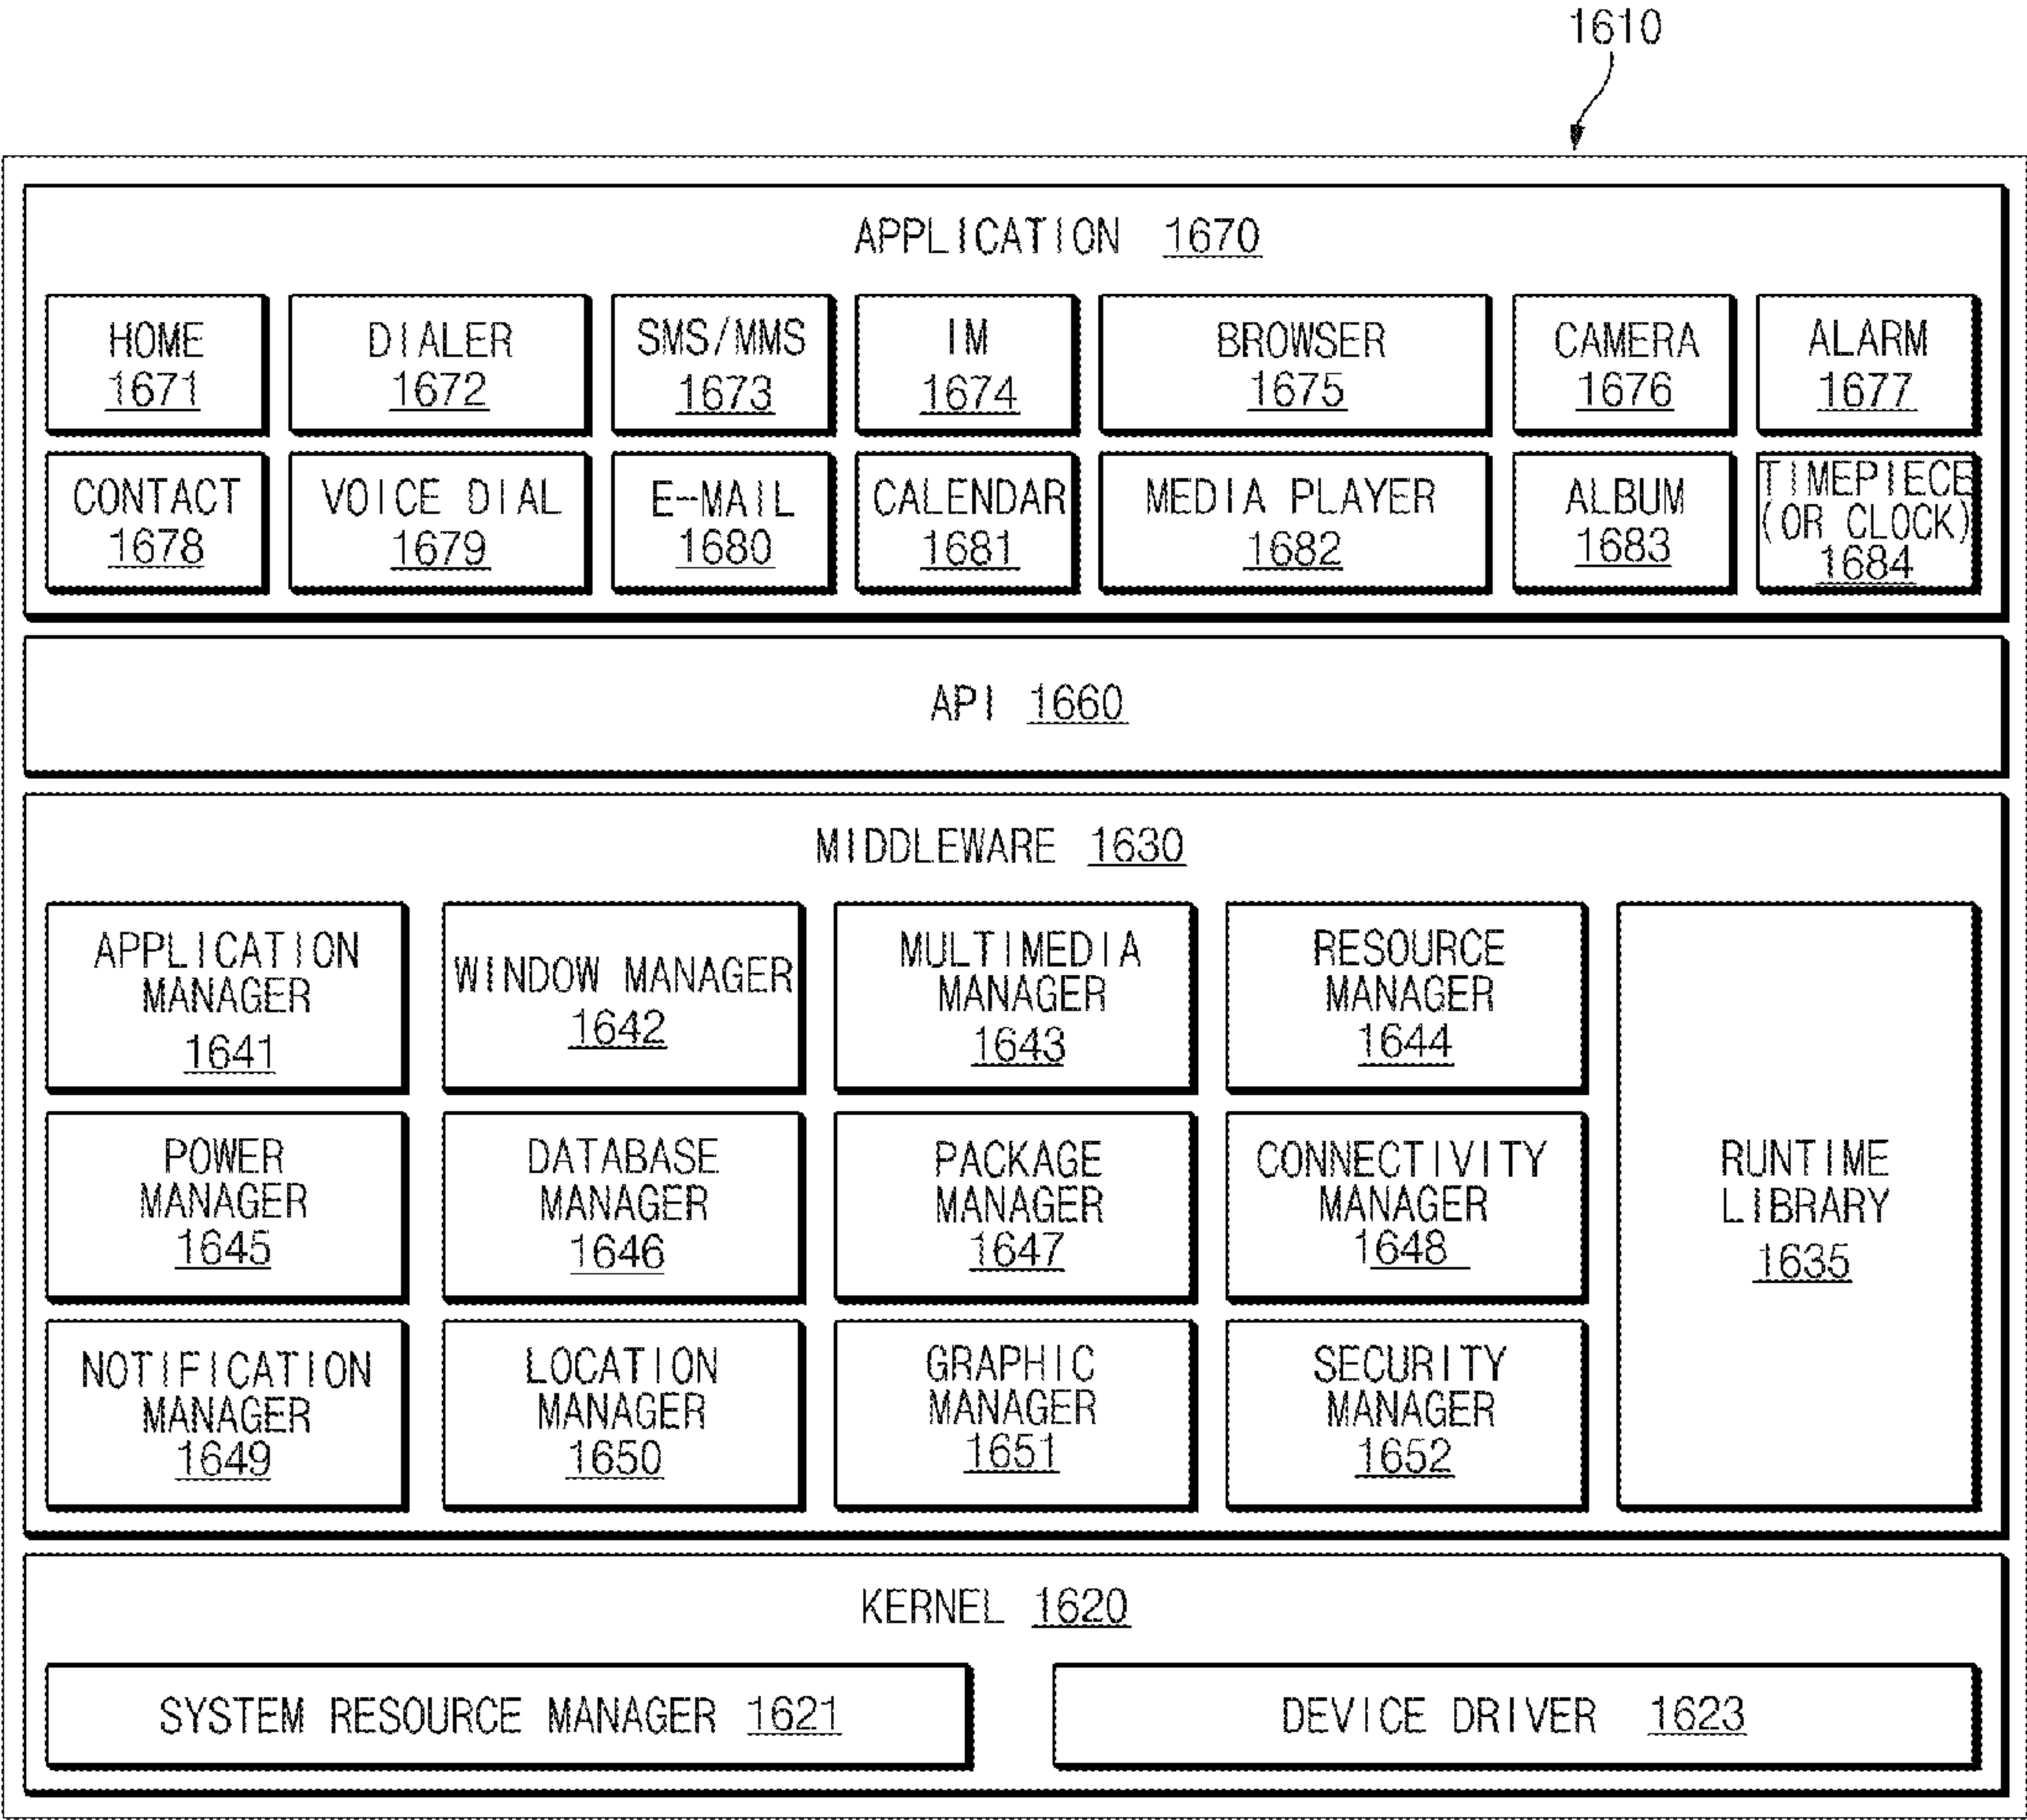 1610
APPLICATION 1670
HOME
1671
DIALER
1672
SMS/MMS
1673
IM
1674
BROWSER
1675
CAMERA
1676
ALARM
1677
CONTACT
1678
VOICE DIAL
1679
E-MAIL
1680
CALENDAR
1681
MEDIA PLAYER
1682
ALBUM
1683
TIMEPIECE
(OR CLOCK)
1684
API 1660
MIDDLEWARE 1630
APPLICATION
MANAGER
1641
WINDOW MANAGER
1642
MULTIMEDIA
MANAGER
1643
RESOURCE
MANAGER
1644
POWER
MANAGER
1645
DATABASE
MANAGER
1646
PACKAGE
MANAGER
1647
CONNECTIVITY
MANAGER
1648
RUNTIME
LIBRARY
1635
NOTIFICATION
MANAGER
1649
LOCATION
MANAGER
1650
GRAPHIC
MANAGER
1651
SECURITY
MANAGER
1652
KERNEL 1620
SYSTEM RESOURCE MANAGER 1621
DEVICE DRIVER 1623